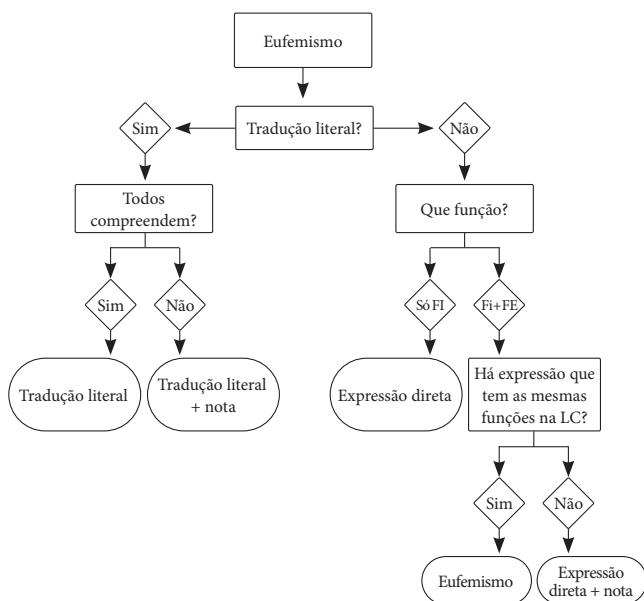 Eufemismo
Sim
Tradução literal?
Não
Todos
compreendem?
Que função?
Sim
Não
Só FI
Fi+FE
Tradução literal
Tradução literal
+ nota
Expressão direta
Há expressão que
tem as mesmas
funções na LC?
Sim
Não
Eufemismo
Expressão
direta + nota